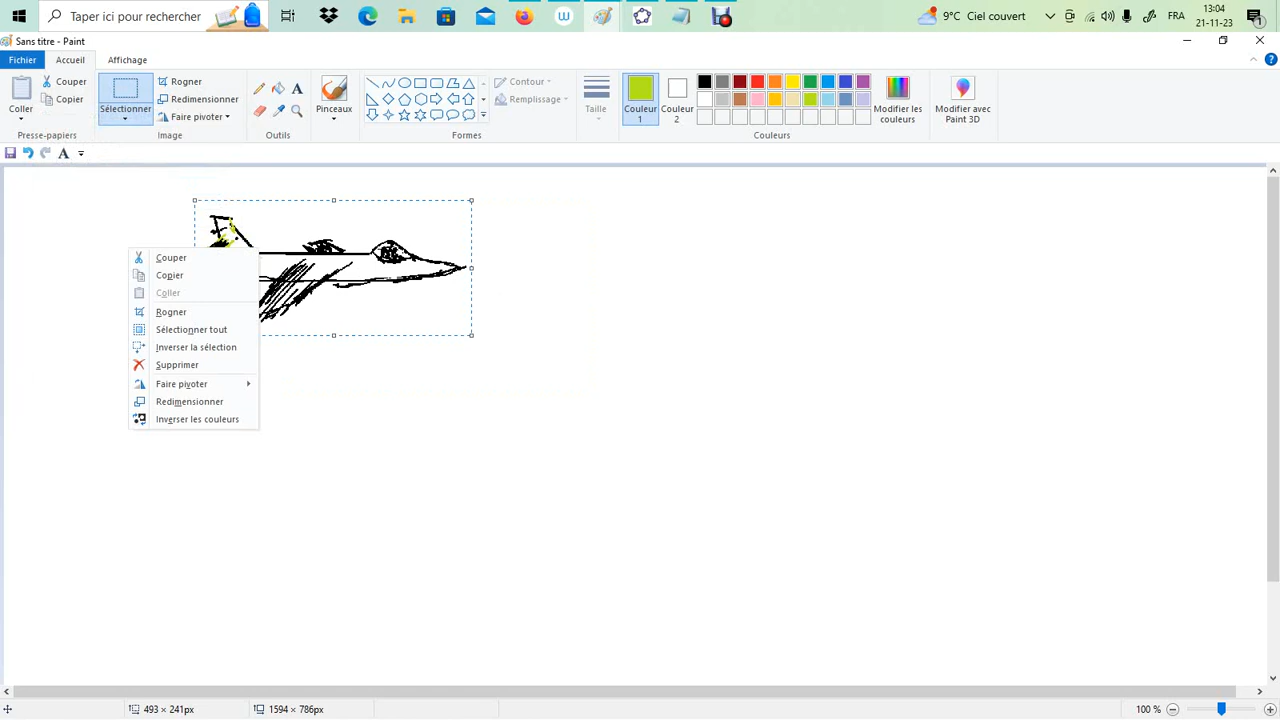 Taper ici pour rechercher
9°C Ciel couvert
FRA
13:04
21-11-23
1
Sans titre - Paint
Fichier
Accueil
Affichage
Coller
Couper
Copier
Presse-papiers
Sélectionner
Rogner
Redimensionner
Faire pivoter
Image
A
Outils
Pinceaux
Formes
Contour
Remplissage
Taille
Couleur 1
Couleur 2
Couleurs
Modifier les couleurs
Modifier avec Paint 3D
A
Couper
Copier
Coller
Rogner
Sélectionner tout
Inverser la sélection
Supprimer
Faire pivoter
Redimensionner
Inverser les couleurs
493 × 241px
1594 × 786px
100 %